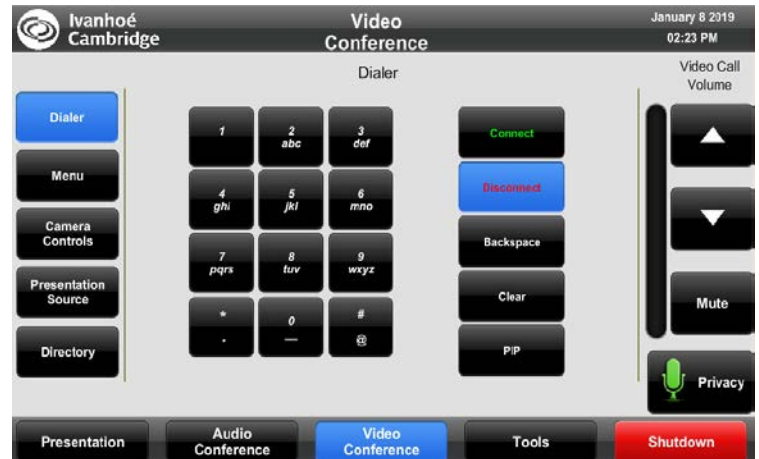 Ivanhoé
Cambridge
Video
Conference
January 8 2019
02:23 PM
Dialer
Video Call
Volume
Dialer
Menu
Camera
Controls
Presentation
Source
Directory
1
2
abc
3
def
4
ghi
5
jkl
6
mno
7
pqrs
8
tuv
9
wxyz
*
.
0
—
#
@
Connect
Disconnect
Backspace
Clear
PIP
Mute
Privacy
Presentation
Audio
Conference
Video
Conference
Tools
Shutdown